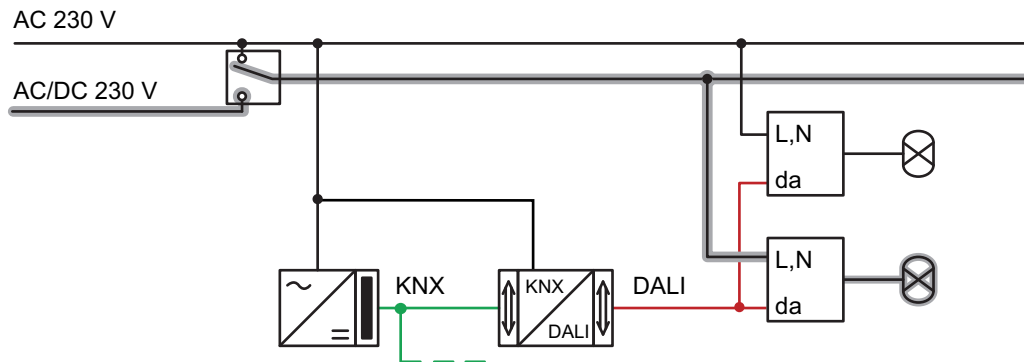 AC 230 V
AC/DC 230 V
L,N
da
L,N
da
KNX
KNX
DALI
DALI